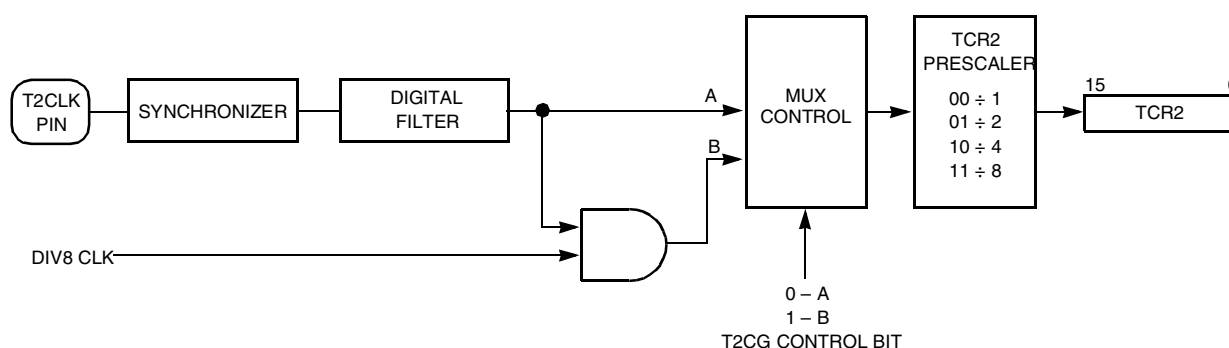 T2CLK
PIN
SYNCHRONIZER
DIGITAL
FILTER
A
B
MUX
CONTROL
TCR2
PRESCALER
00 ÷ 1
01 ÷ 2
10 ÷ 4
11 ÷ 8
15
TCR2
DIV8 CLK
0 – A
1 – B
T2CG CONTROL BIT